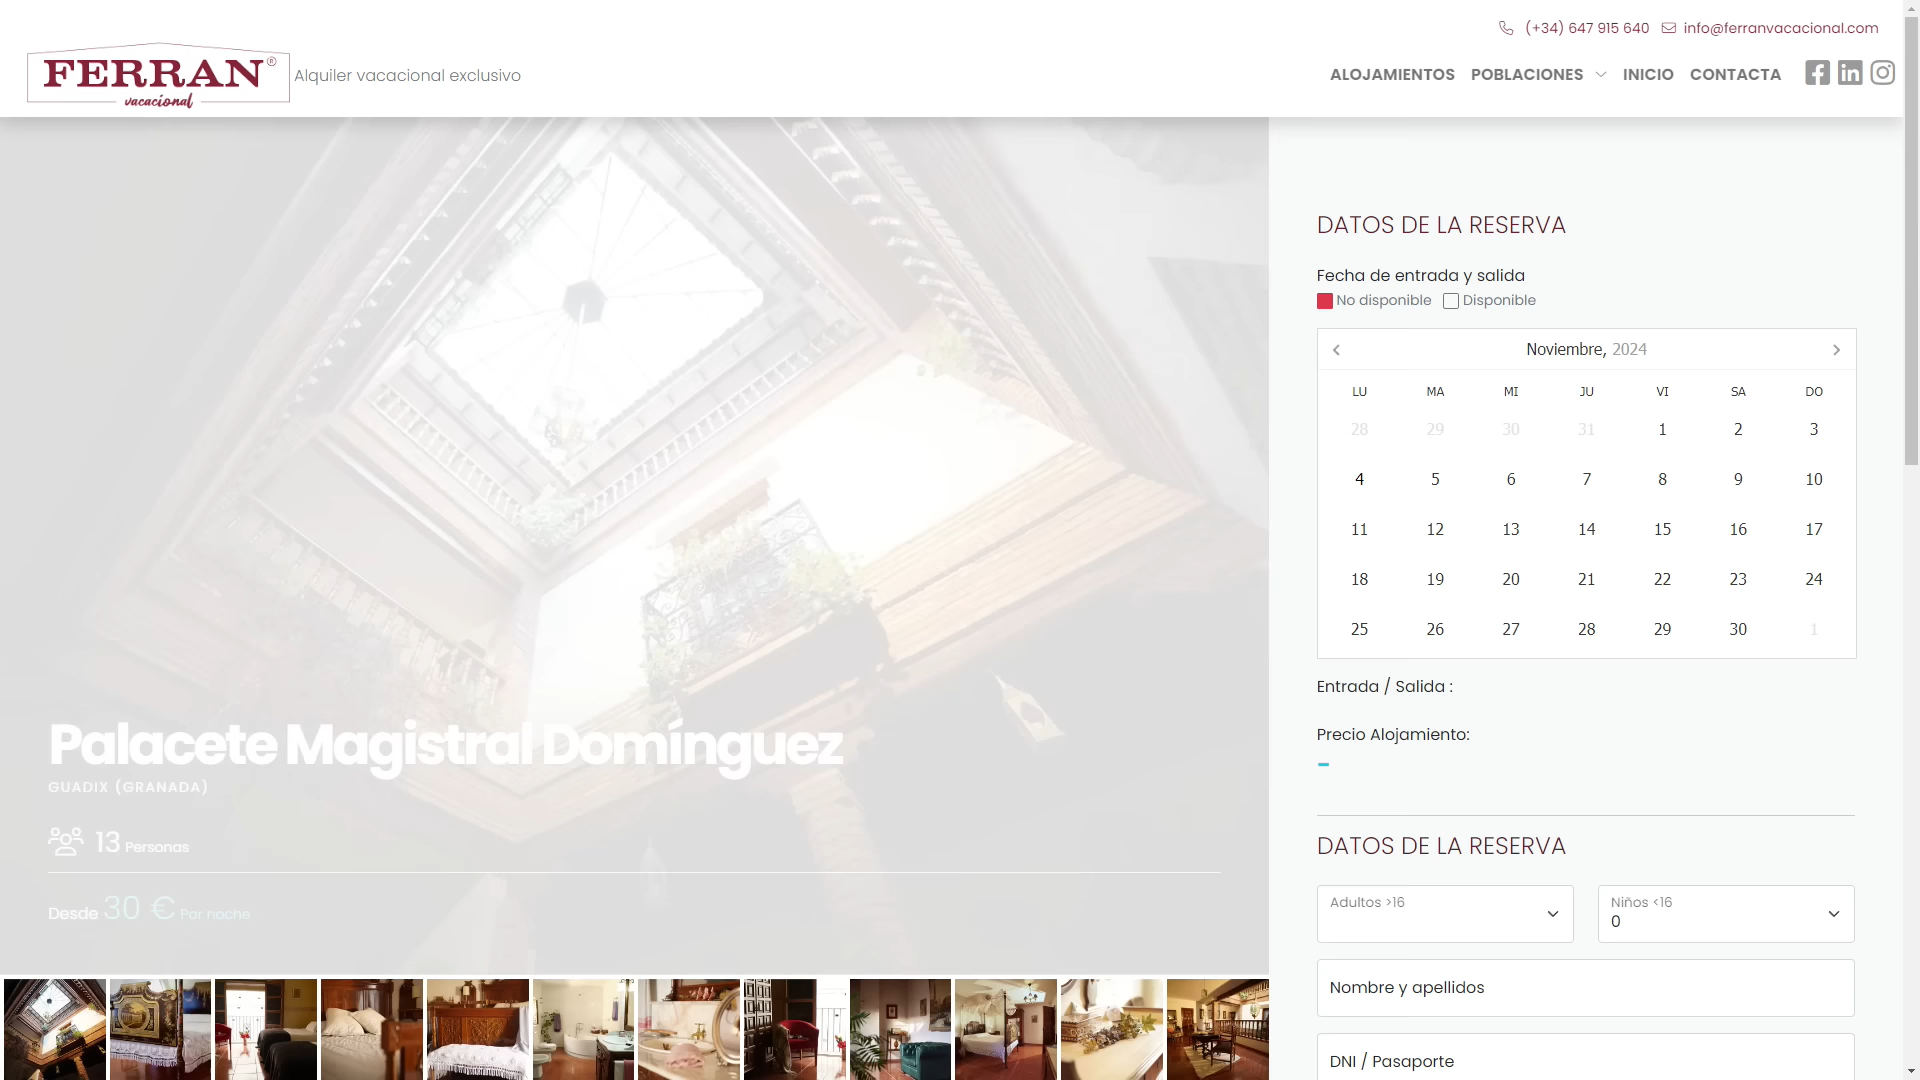 (+34) 647 915 640 info@ferranvacacional.com
FERRAN®
vacacional
Alquiler vacacional exclusivo
ALOJAMIENTOS POBLACIONES INICIO CONTACTA
Palacete Magistral Domínguez
GUADIX (GRANADA)
13 Personas
Desde 30 € Por noche
DATOS DE LA RESERVA
Fecha de entrada y salida
No disponible Disponible
Noviembre, 2024
LU MA MI JU VI SA DO
28 29 30 31 1 2 3
4 5 6 7 8 9 10
11 12 13 14 15 16 17
18 19 20 21 22 23 24
25 26 27 28 29 30 1
Entrada / Salida :
Precio Alojamiento:
-
DATOS DE LA RESERVA
Adultos >16
Niños <16
0
Nombre y apellidos
DNI / Pasaporte